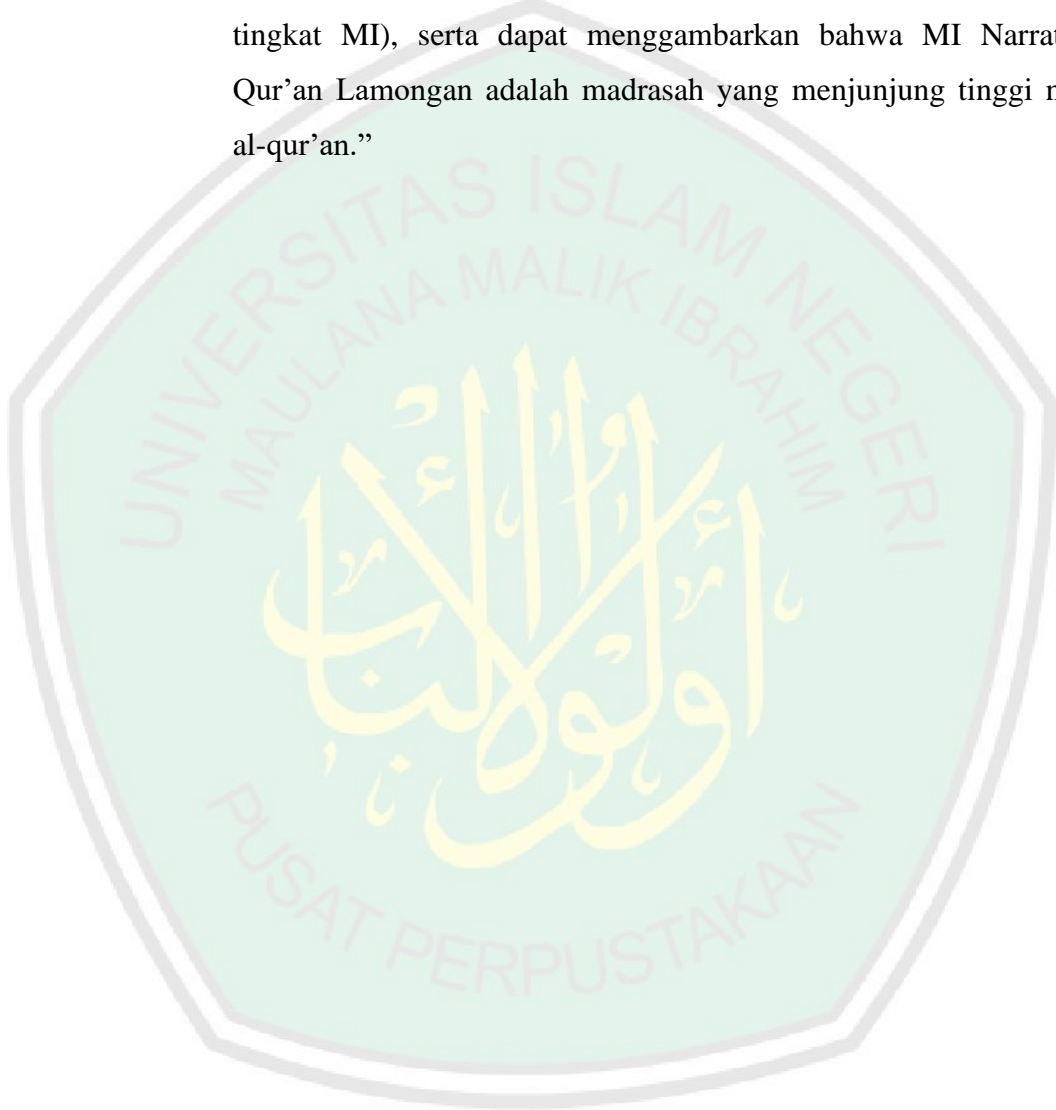 tingkat MI), serta dapat menggambarkan bahwa MI Narrat
Qur’an Lamongan adalah madrasah yang menjunjung tinggi n
al-qur’an.”
UNIVERSITAS ISLAM NEGERI
MAULANA MALIK IBRAHIM
أولو الألباب
PUSAT PERPUSTAKAAN